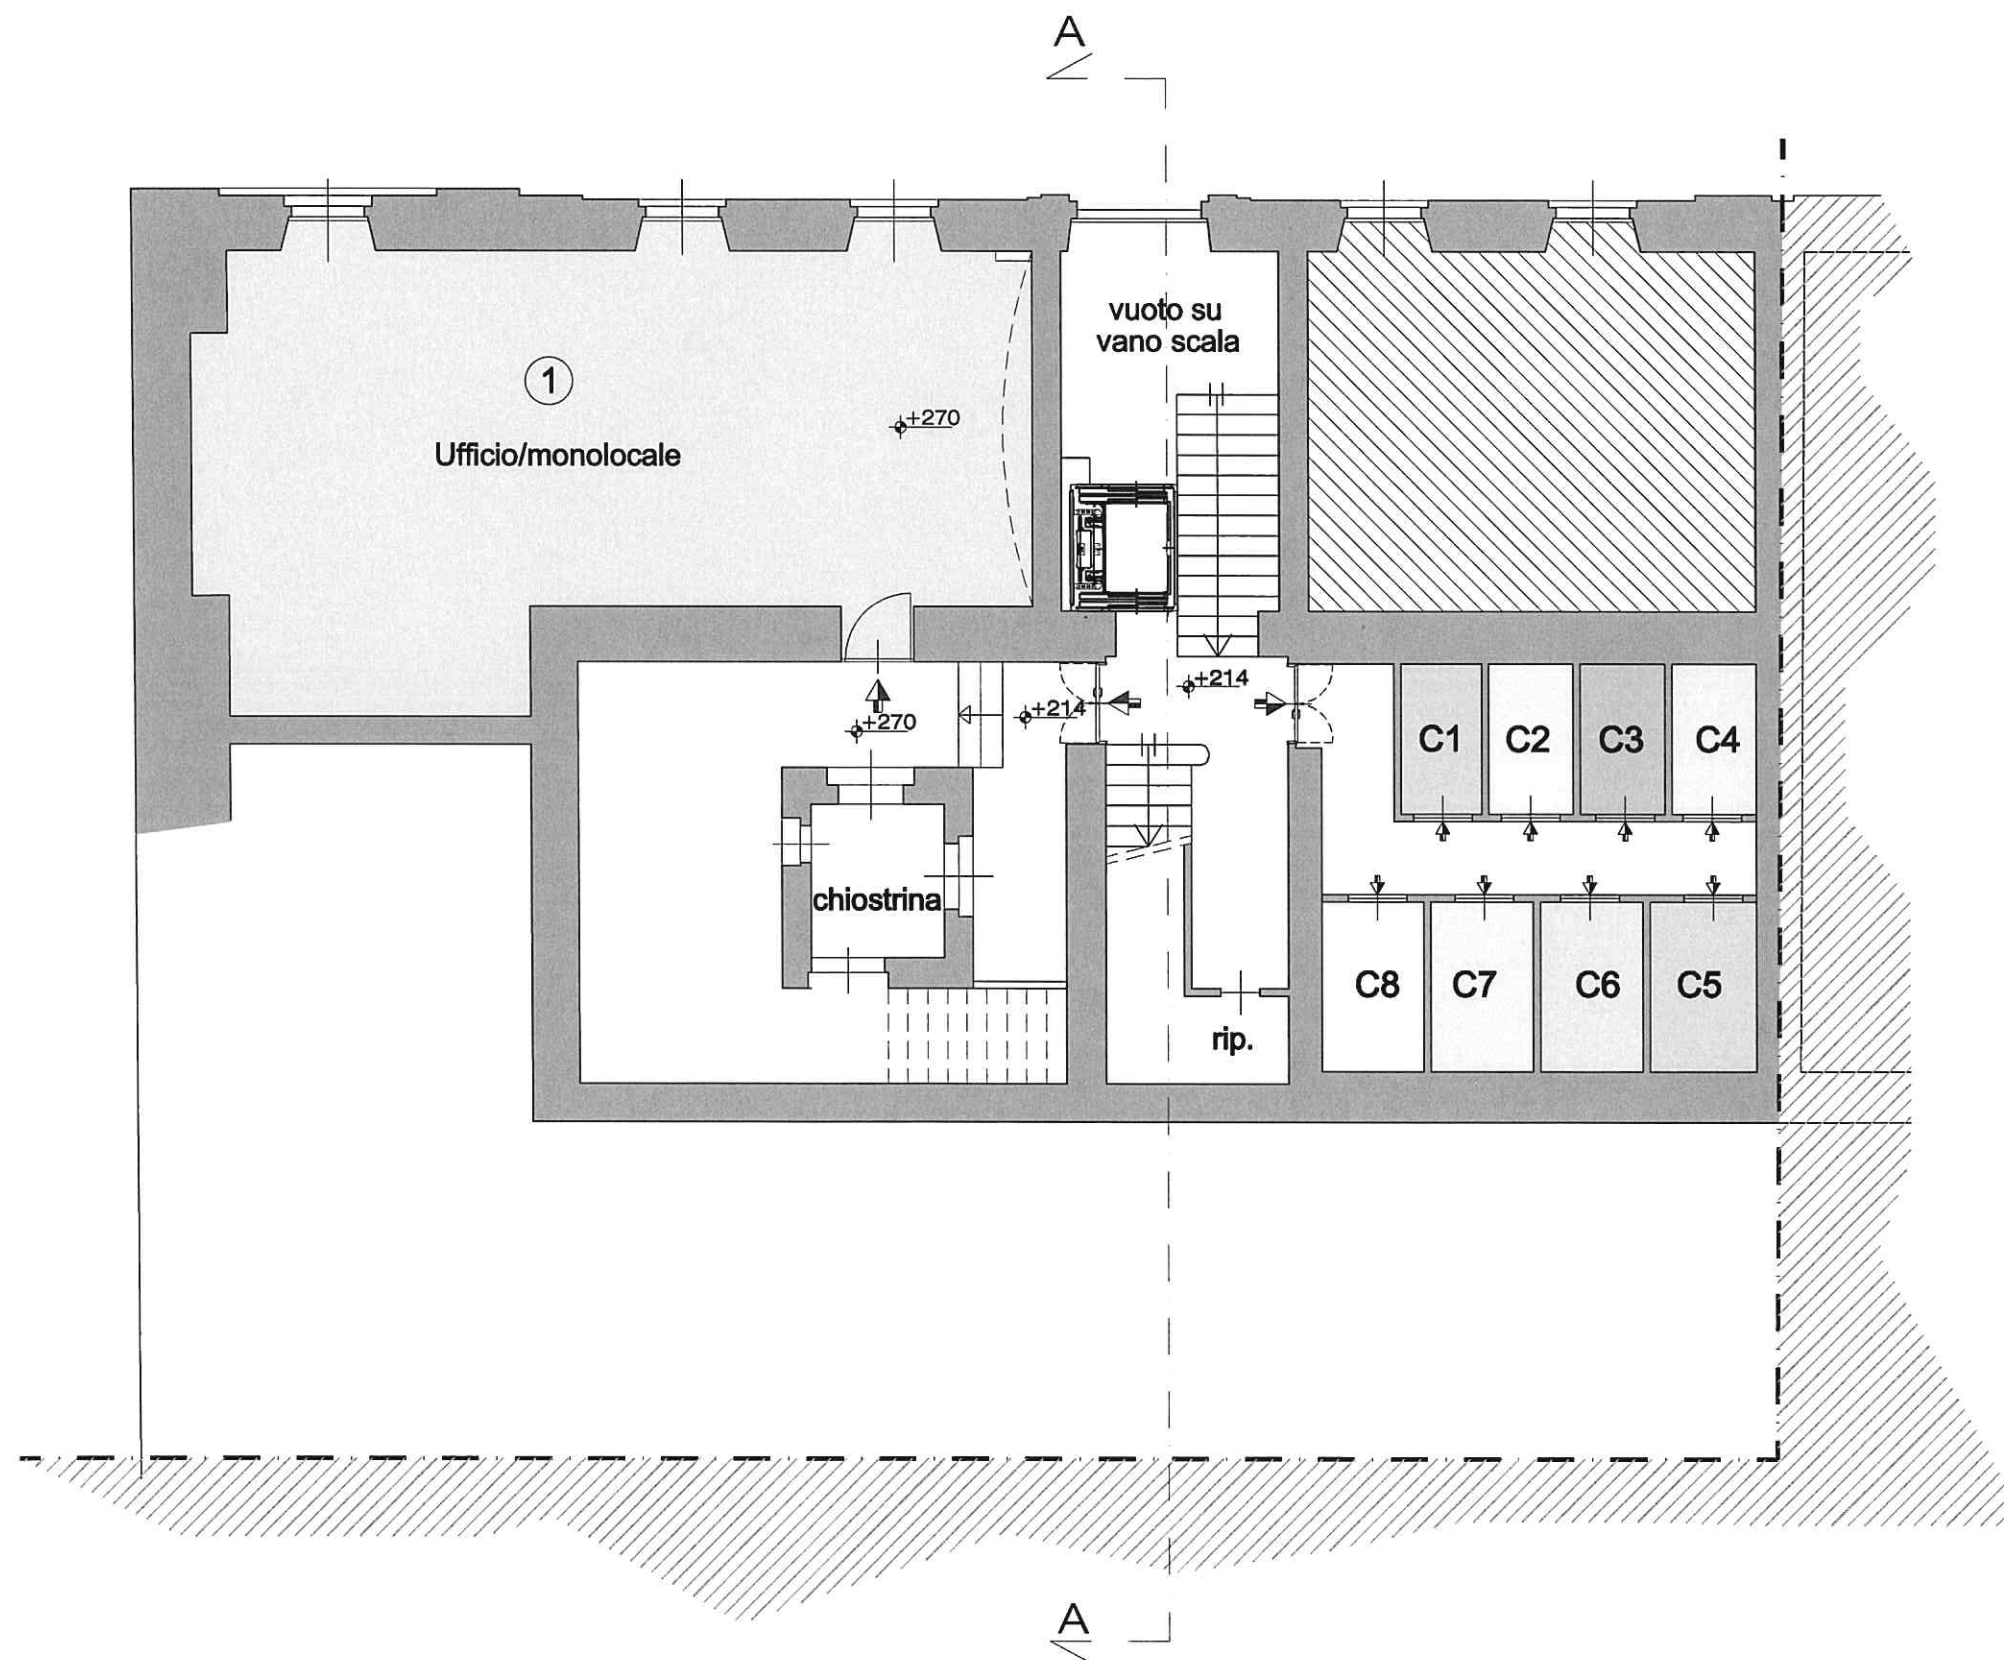 A
vuoto su
vano scala
1
+270
Ufficio/monolocale
+214
+214
+270
C1 C2 C3 C4
chiostrina
C8 C7 C6 C5
rip.
A